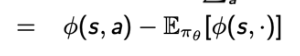 = ϕ(s, a) − 𝔼_{π_θ}[ϕ(s, ·)]